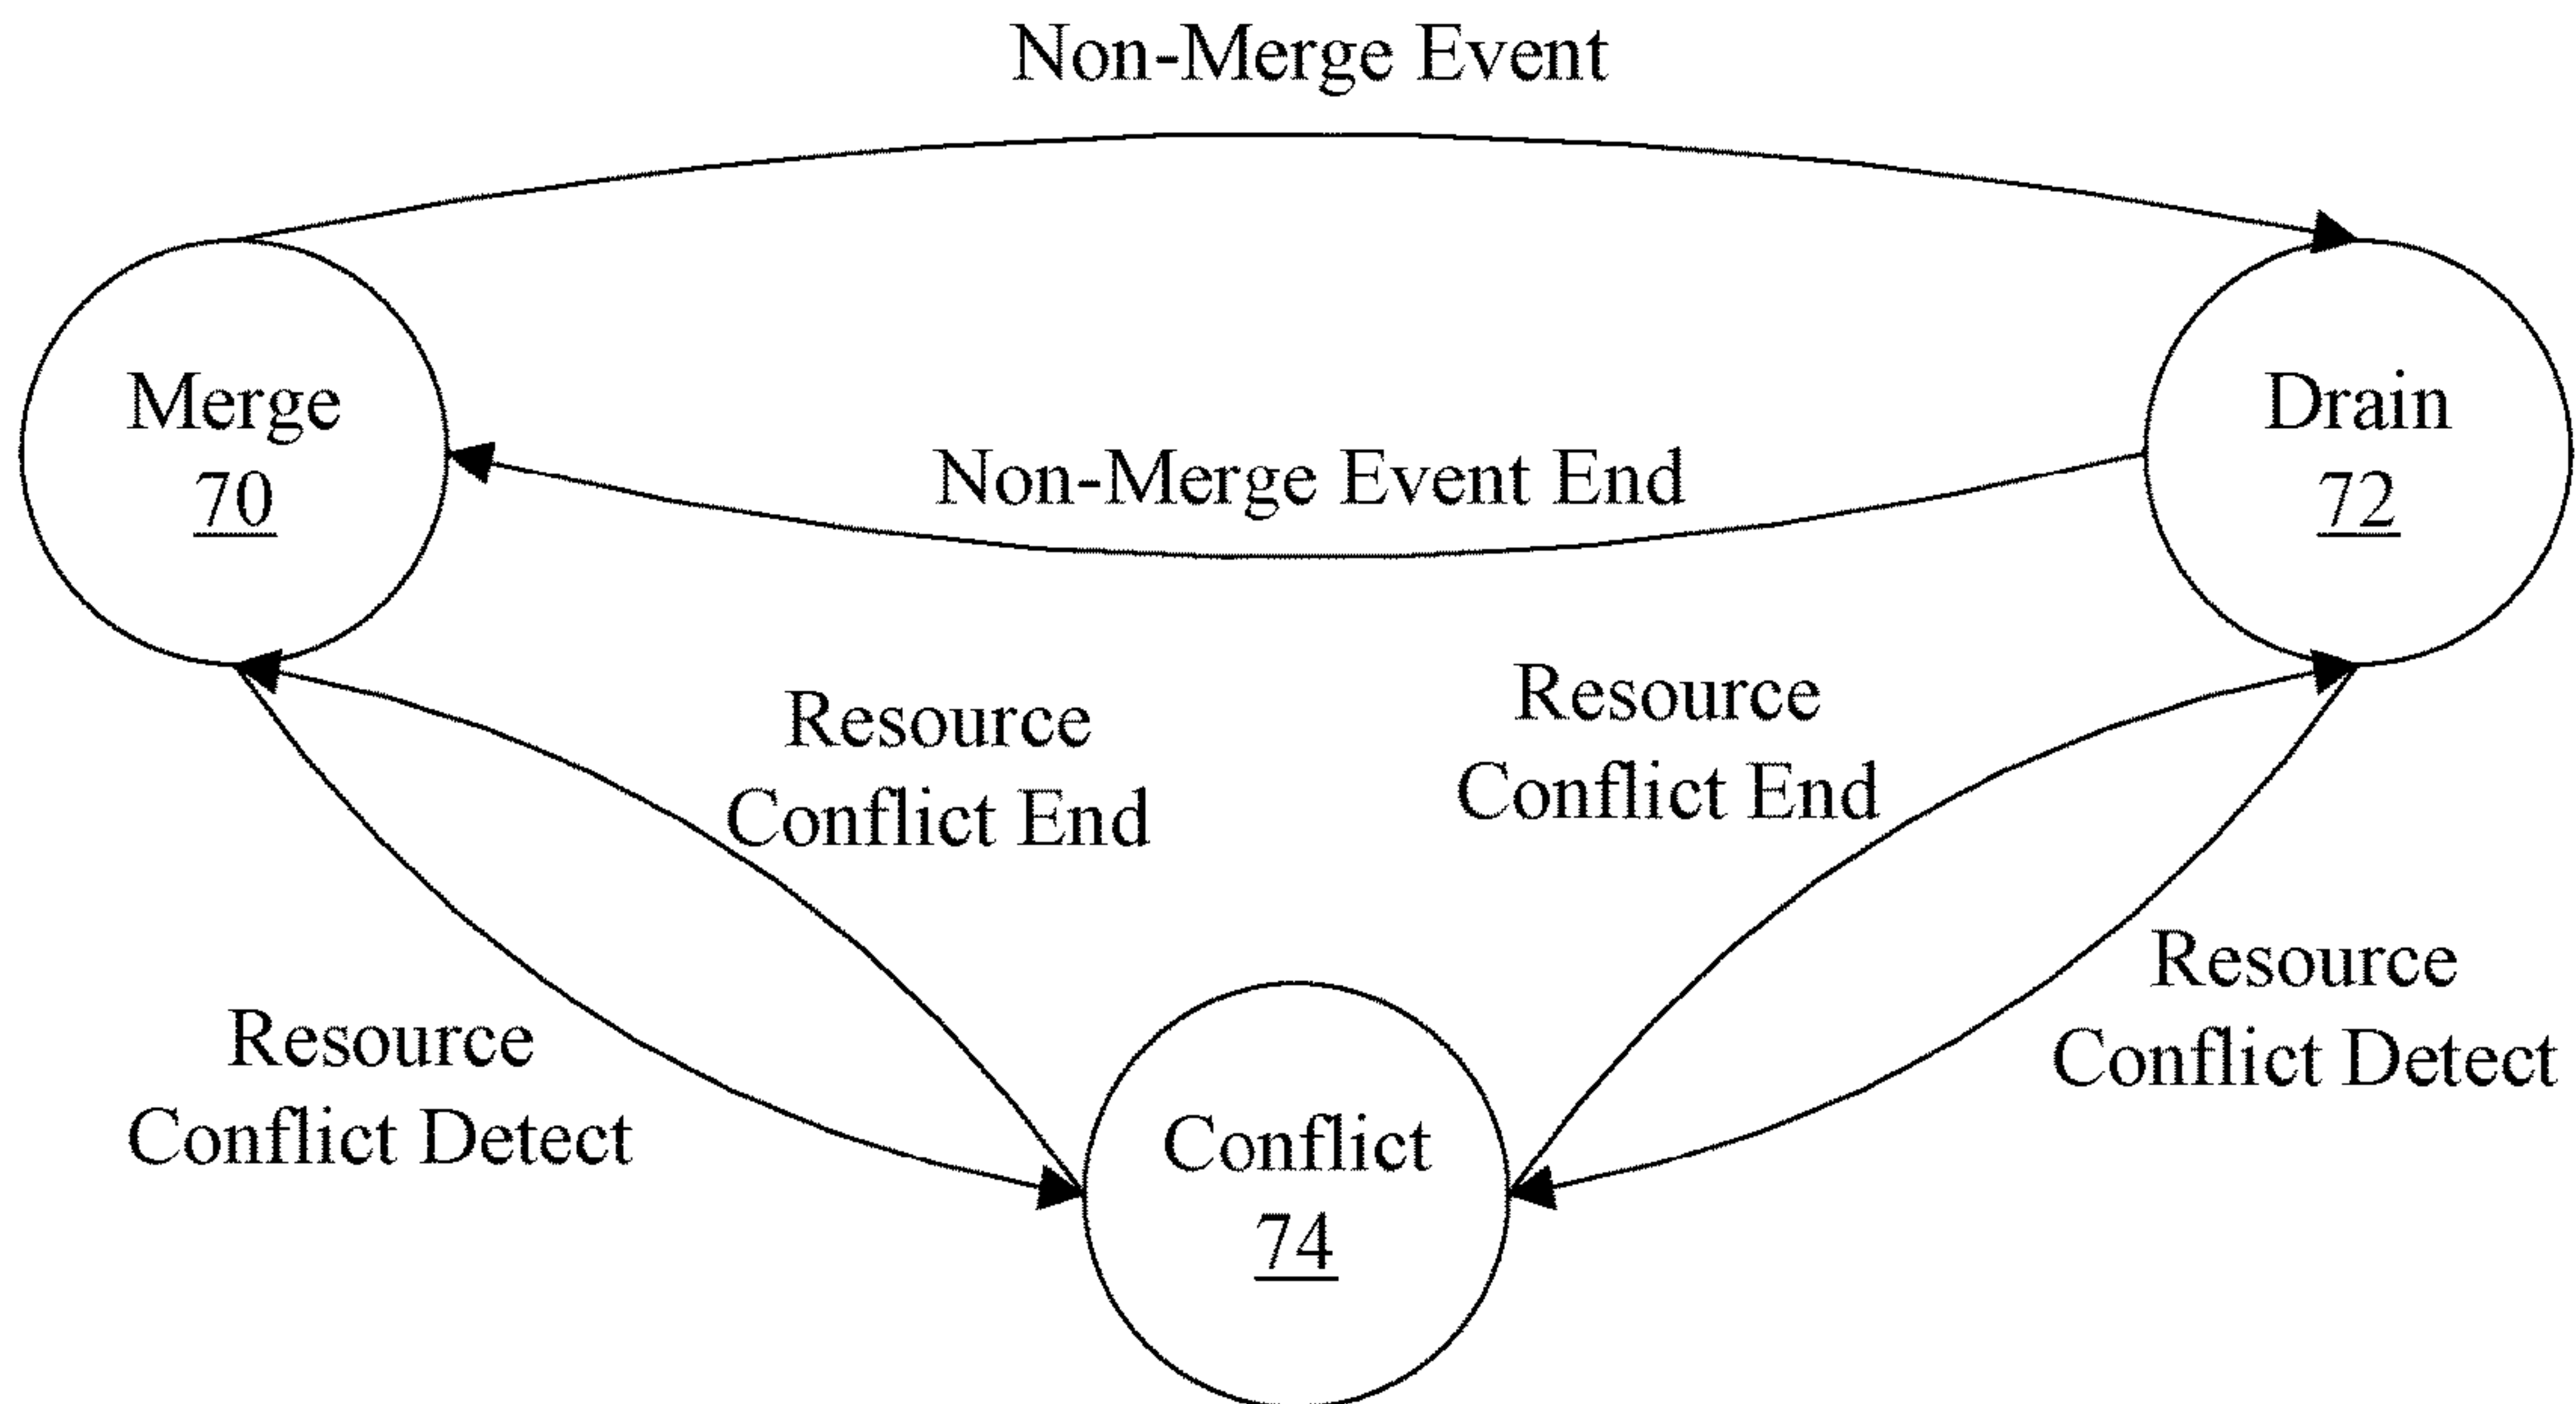 Non-Merge Event
Merge
70
Drain
72
Non-Merge Event End
Resource
Conflict End
Resource
Conflict End
Resource
Conflict Detect
Resource
Conflict Detect
Conflict
74